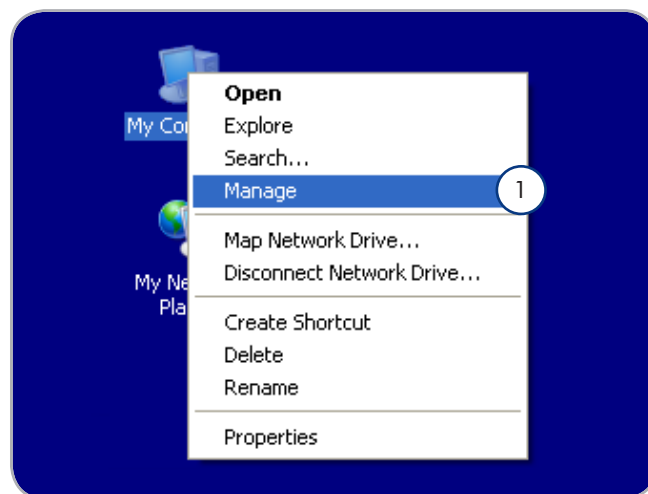 My Co
Open
Explore
Search...
Manage
1
Map Network Drive...
Disconnect Network Drive...
My Ne
Pla
Create Shortcut
Delete
Rename
Properties